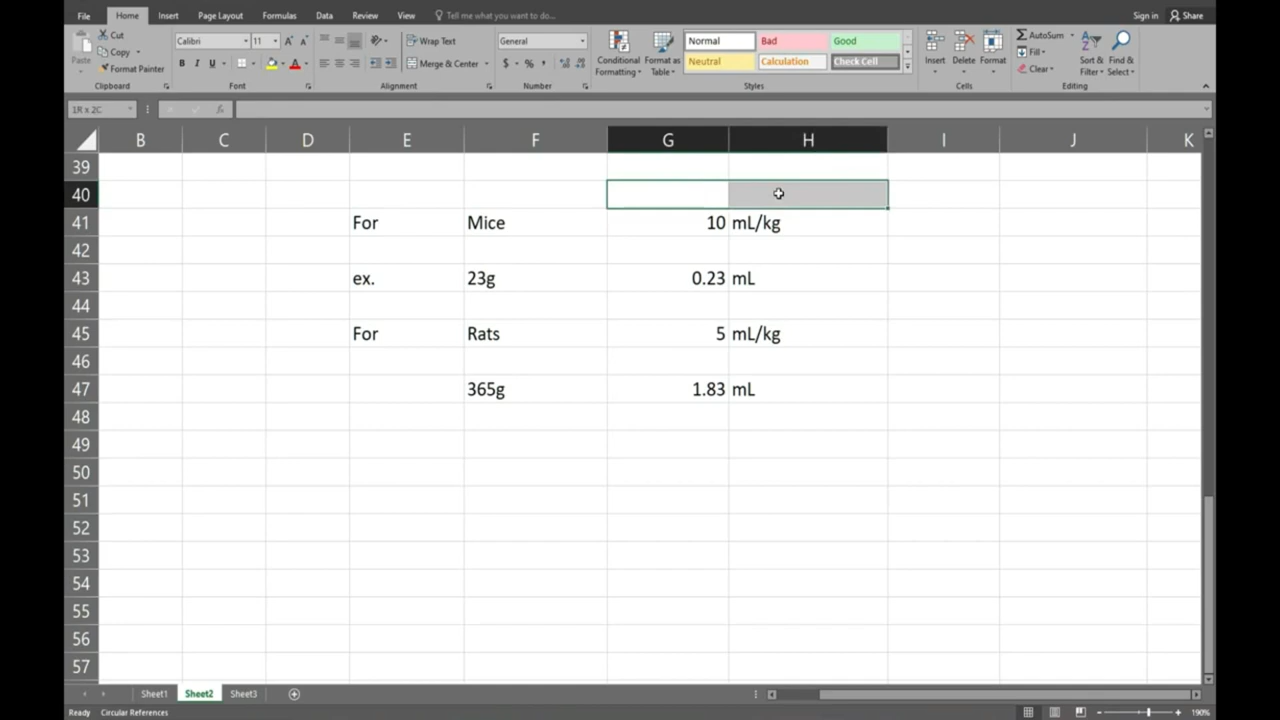 File Home Insert Page Layout Formulas Data Review View Tell me what you want to do... Sign in Share
Paste Cut Copy Format Painter
Calibri 11 A A
B I U A
Wrap Text
Merge & Center
General
$ % ,
Conditional Formatting Format as Table
Normal Bad Good
Neutral Calculation Check Cell
Insert Delete Format
AutoSum Fill Clear
Sort & Filter Find & Select
Clipboard Font Alignment Number Styles Cells Editing
1R x 2C fx
B C D E F G H I J K
39
40
41 For Mice 10 mL/kg
42
43 ex. 23g 0.23 mL
44
45 For Rats 5 mL/kg
46
47 365g 1.83 mL
48
49
50
51
52
53
54
55
56
57
Sheet1 Sheet2 Sheet3
Ready Circular References 190%